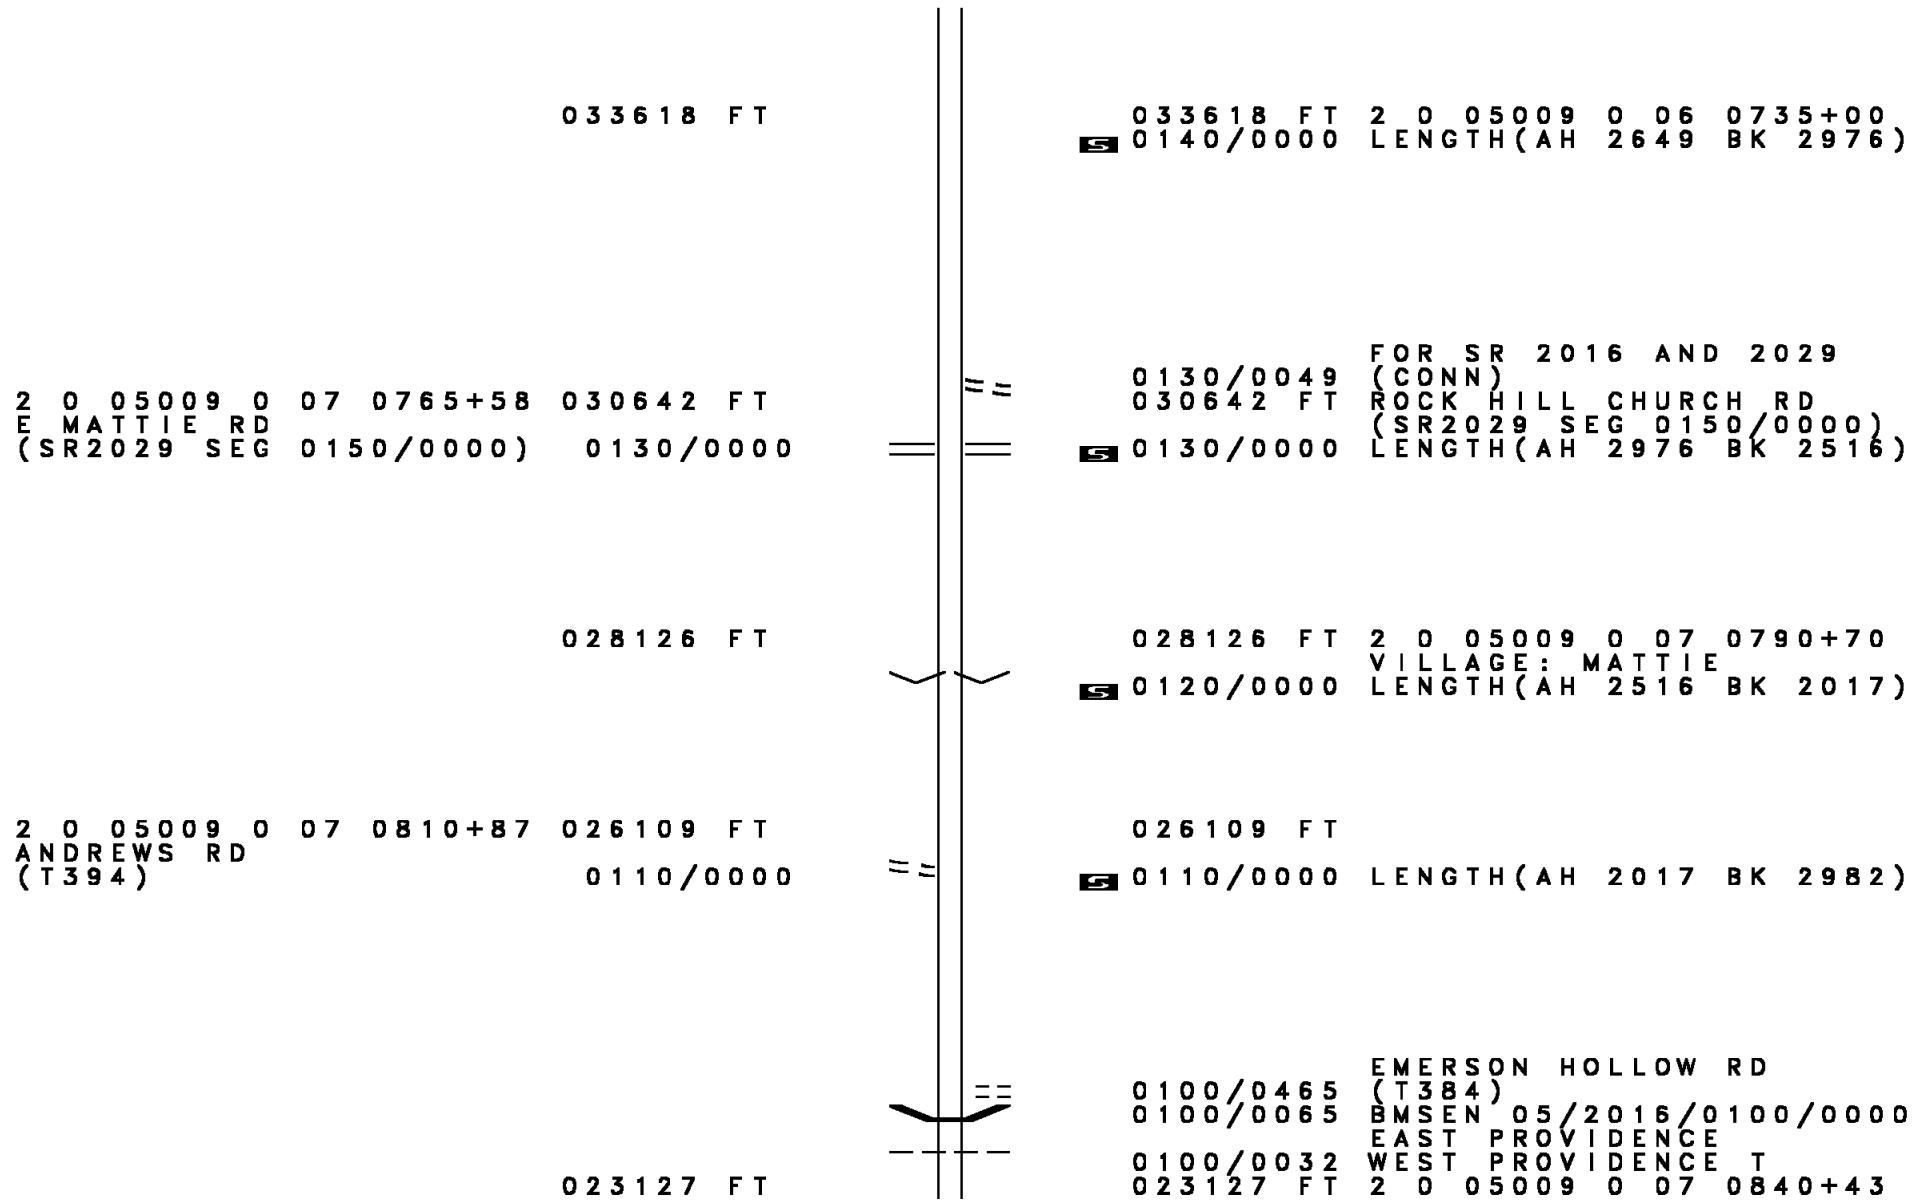 033618 FT 033618 FT 2 0 05009 0 06 0735+00
S 0140/0000 LENGTH(AH 2649 BK 2976)
FOR SR 2016 AND 2029
0130/0049 (CONN)
2 0 05009 0 07 0765+58 030642 FT 030642 FT ROCK HILL CHURCH RD
E MATTIE RD (SR2029 SEG 0150/0000)
(SR2029 SEG 0150/0000) 0130/0000 S 0130/0000 LENGTH(AH 2976 BK 2516)
028126 FT 028126 FT 2 0 05009 0 07 0790+70
VILLAGE: MATTIE
S 0120/0000 LENGTH(AH 2516 BK 2017)
2 0 05009 0 07 0810+87 026109 FT 026109 FT
ANDREWS RD
(T394) 0110/0000 S 0110/0000 LENGTH(AH 2017 BK 2982)
EMERSON HOLLOW RD
0100/0465 (T384)
0100/0065 BMSEN 05/2016/0100/0000
EAST PROVIDENCE
0100/0032 WEST PROVIDENCE T
023127 FT 023127 FT 2 0 05009 0 07 0840+43